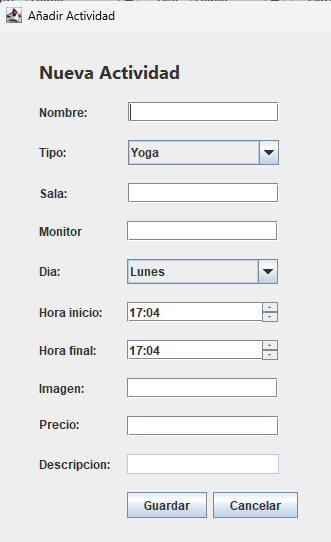 Añadir Actividad
Nueva Actividad
Nombre:
Tipo: Yoga
Sala:
Monitor
Dia: Lunes
Hora inicio: 17:04
Hora final: 17:04
Imagen:
Precio:
Descripcion:
Guardar Cancelar